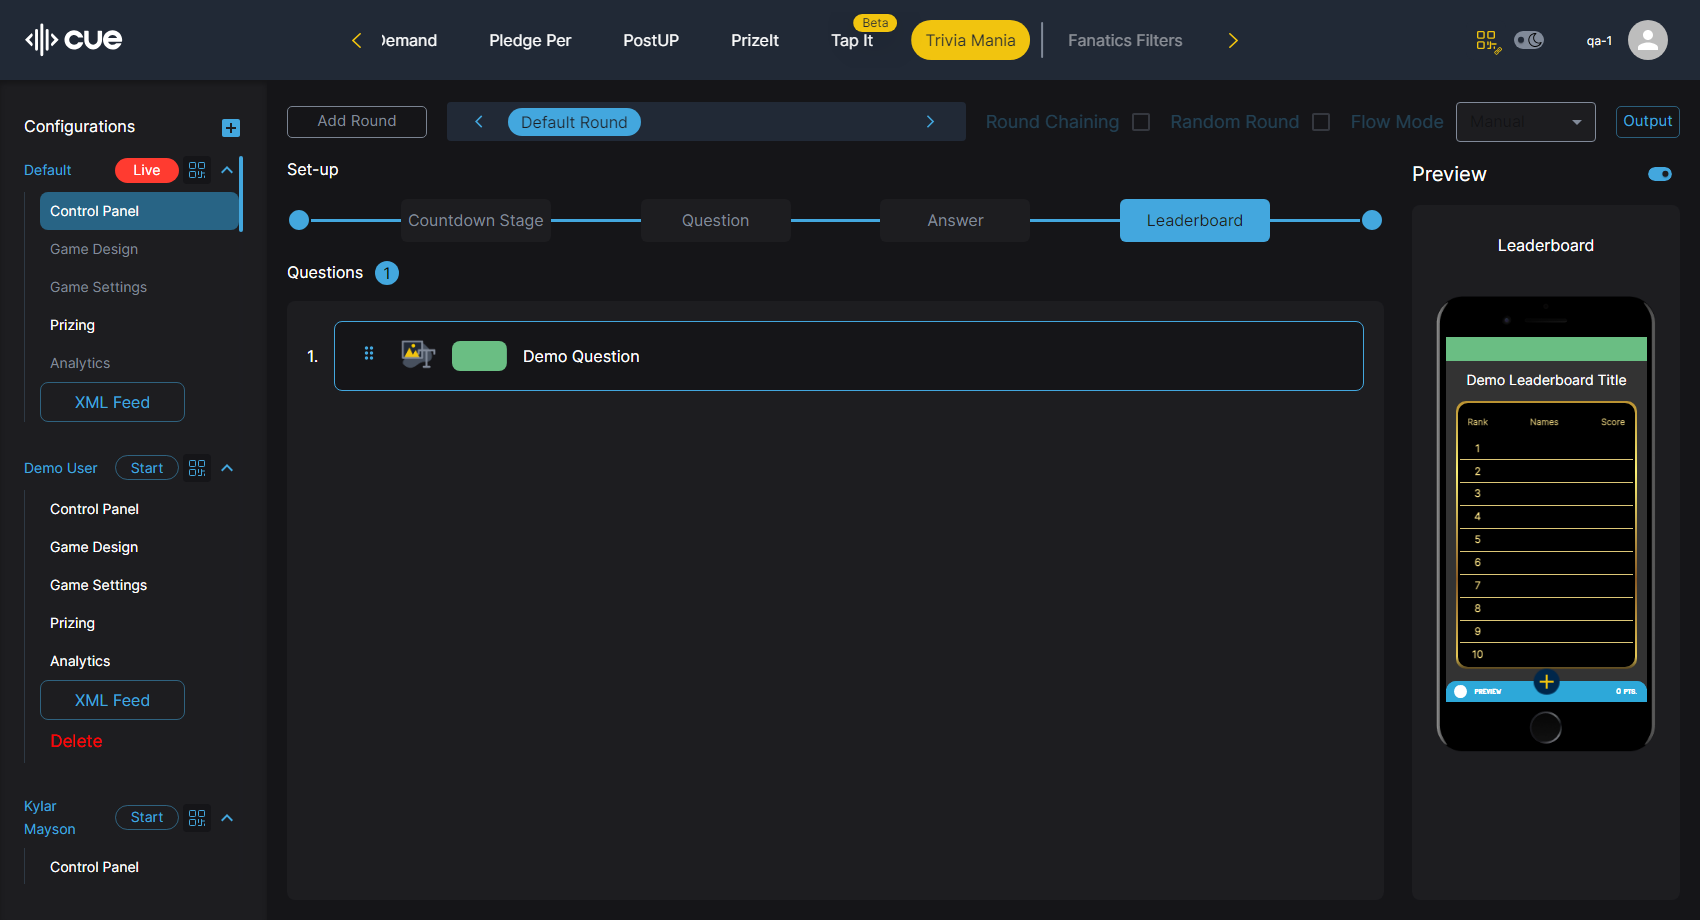 cue
Demand
Pledge Per
PostUP
PrizeIt
Tap It
Beta
Trivia Mania
Fanatics Filters
qa-1
Configurations
Default
Live
Control Panel
Game Design
Game Settings
Prizing
Analytics
XML Feed
Demo User
Start
Control Panel
Game Design
Game Settings
Prizing
Analytics
XML Feed
Delete
Kylar
Mayson
Start
Control Panel
Add Round
Default Round
Round Chaining
Random Round
Flow Mode
Manual
Output
Set-up
Countdown Stage
Question
Answer
Leaderboard
Questions
1
1.
Demo Question
Preview
Leaderboard
Demo Leaderboard Title
Rank Names Score
1
2
3
4
5
6
7
8
9
10
PREVIEW
0 PTS.